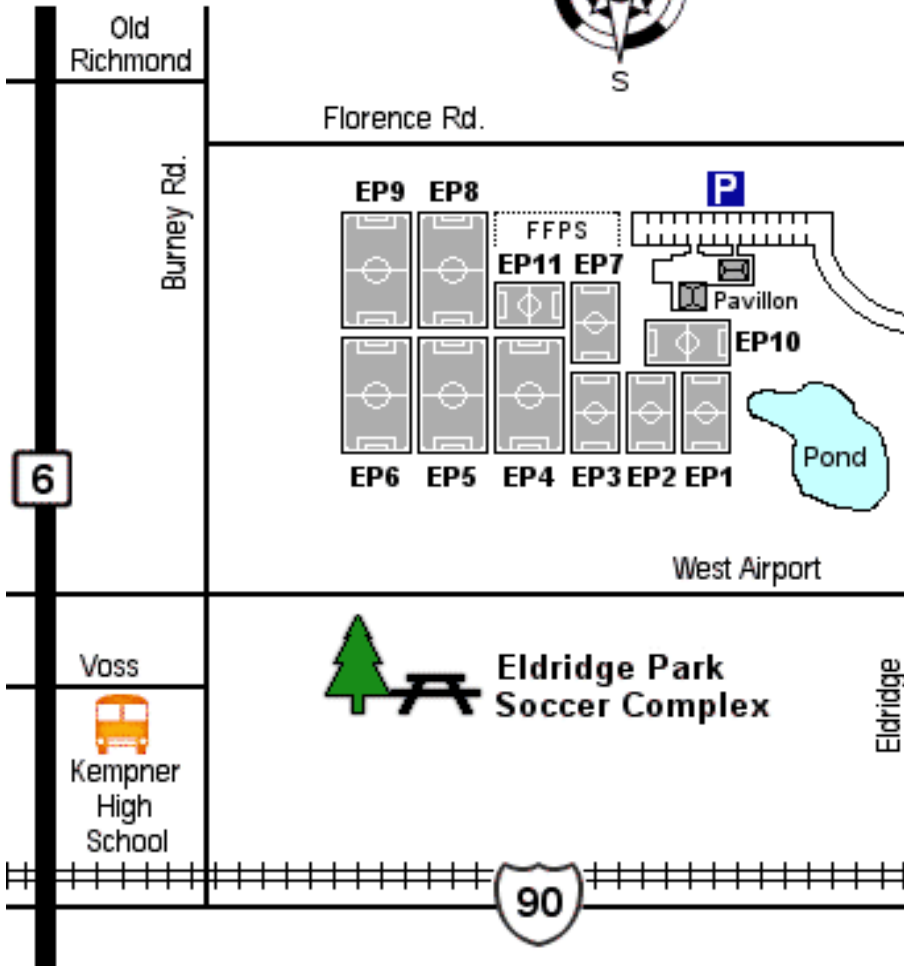 Old
Richmond
S
Florence Rd.
Burney Rd.
P
EP9 EP8
FFPS
EP11 EP7
Pavillon
EP10
6
Pond
EP6 EP5 EP4 EP3 EP2 EP1
West Airport
Voss
Eldridge Park
Soccer Complex
Eldridge
Kempner
High
School
90